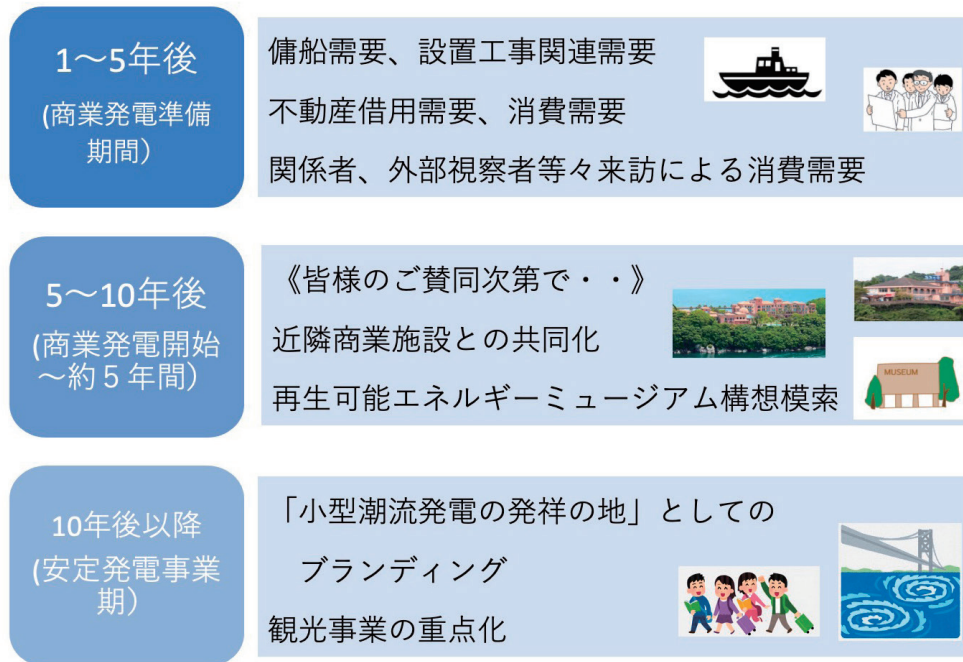 1～5年後
(商業発電準備
期間）
傭船需要、設置工事関連需要
不動産借用需要、消費需要
関係者、外部視察者等々来訪による消費需要
5～10年後
(商業発電開始
～約５年間）
《皆様のご賛同次第で・・》
近隣商業施設との共同化
再生可能エネルギーミュージアム構想模索
MUSEUM
10年後以降
(安定発電事業
期）
「小型潮流発電の発祥の地」としての
ブランディング
観光事業の重点化